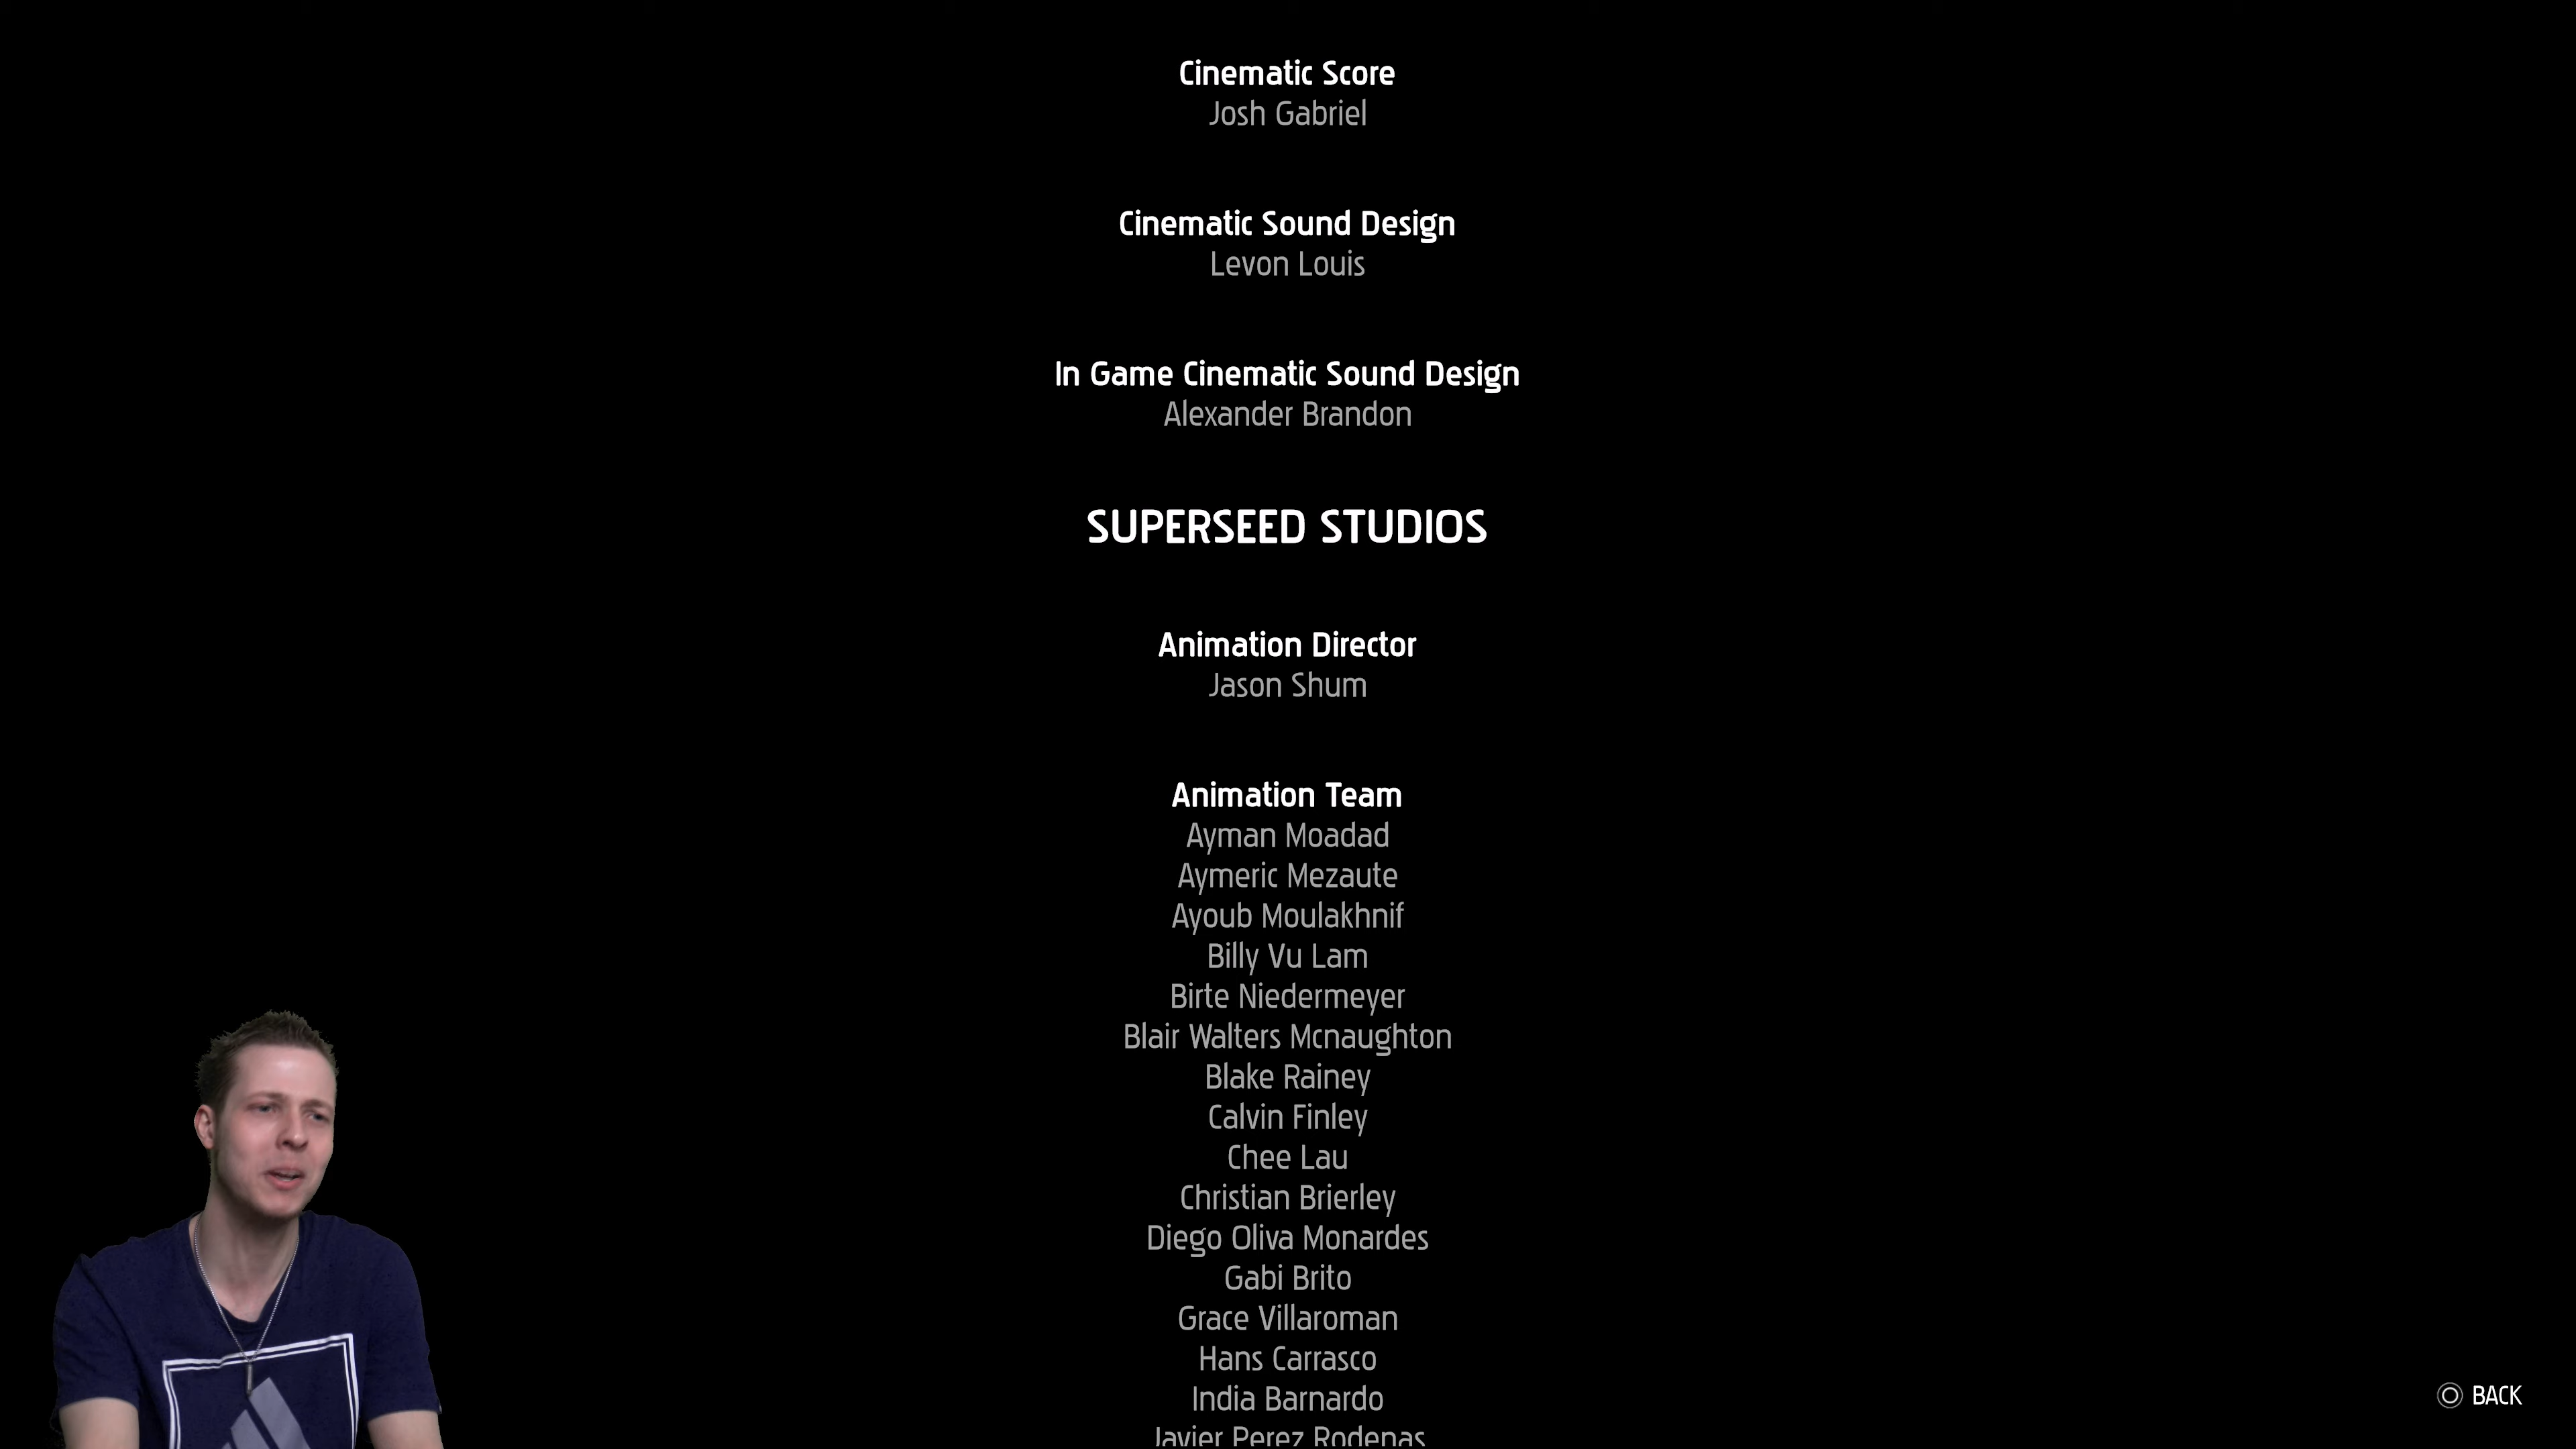 Cinematic Score
Josh Gabriel
Cinematic Sound Design
Levon Louis
In Game Cinematic Sound Design
Alexander Brandon
SUPERSEED STUDIOS
Animation Director
Jason Shum
Animation Team
Ayman Moadad
Aymeric Mezaute
Ayoub Moulakhnif
Billy Vu Lam
Birte Niedermeyer
Blair Walters Mcnaughton
Blake Rainey
Calvin Finley
Chee Lau
Christian Brierley
Diego Oliva Monardes
Gabi Brito
Grace Villaroman
Hans Carrasco
India Barnardo
Javier Perez Rodenas
BACK